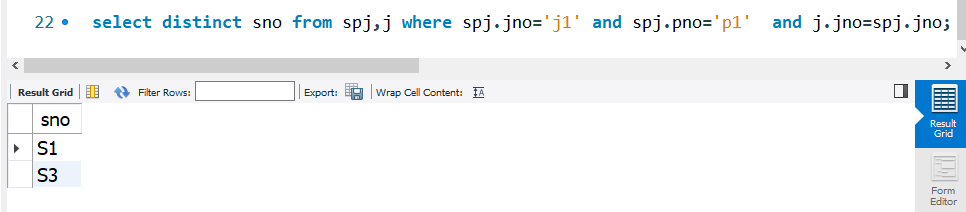 22 select distinct sno from spj,j where spj.jno='j1' and spj.pno='p1'  and j.jno=spj.jno;
Result Grid Filter Rows: Export: Wrap Cell Content: IA
sno
S1
S3
Result
Grid
Form
Editor